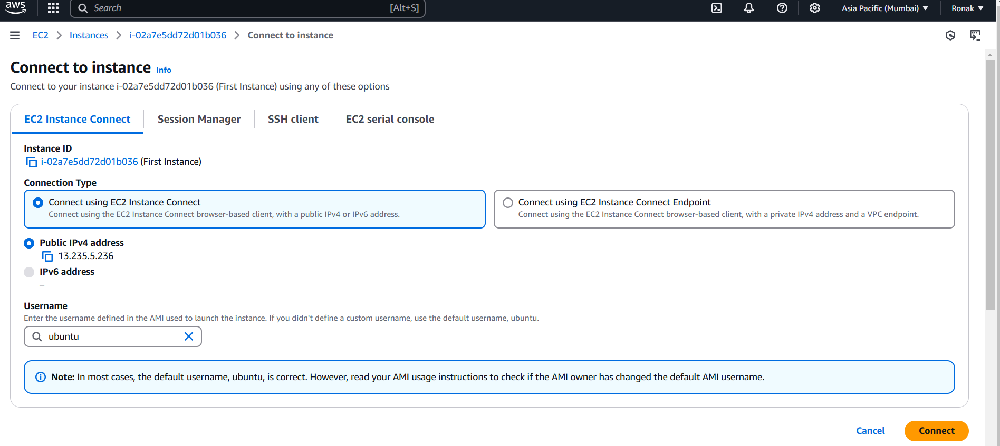 aws Search [Alt+S] Asia Pacific (Mumbai) Ronak
EC2 Instances i-02a7e5dd72d01b036 Connect to instance
Connect to instance Info
Connect to your instance i-02a7e5dd72d01b036 (First Instance) using any of these options
EC2 Instance Connect Session Manager SSH client EC2 serial console
Instance ID
i-02a7e5dd72d01b036 (First Instance)
Connection Type
Connect using EC2 Instance Connect
Connect using the EC2 Instance Connect browser-based client, with a public IPv4 or IPv6 address.
Connect using EC2 Instance Connect Endpoint
Connect using the EC2 Instance Connect browser-based client, with a private IPv4 address and a VPC endpoint.
Public IPv4 address
13.235.5.236
IPv6 address
–
Username
Enter the username defined in the AMI used to launch the instance. If you didn't define a custom username, use the default username, ubuntu.
ubuntu
Note: In most cases, the default username, ubuntu, is correct. However, read your AMI usage instructions to check if the AMI owner has changed the default AMI username.
Cancel Connect